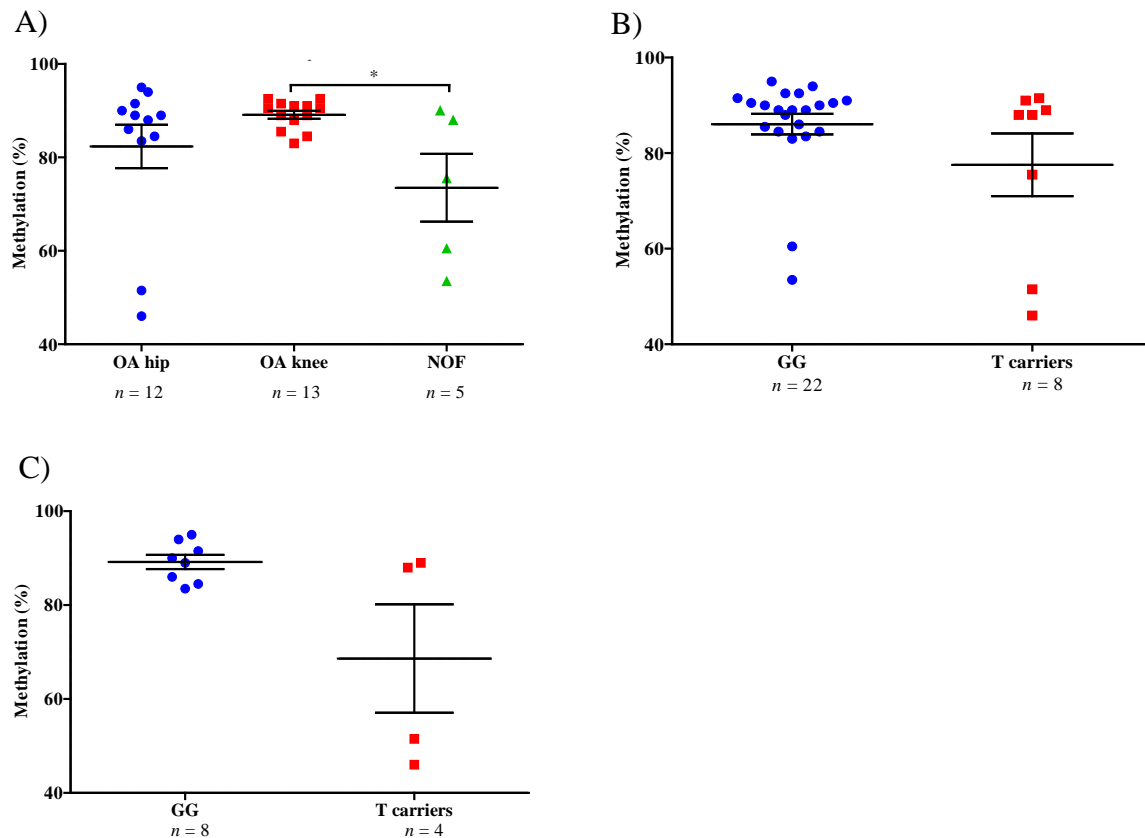 A)
100
80
60
40
Methylation (%)
*
OA hip
OA knee
NOF
n = 12
n = 13
n = 5
B)
100
80
60
40
Methylation (%)
GG
T carriers
n = 22
n = 8
C)
100
80
60
40
Methylation (%)
GG
T carriers
n = 8
n = 4